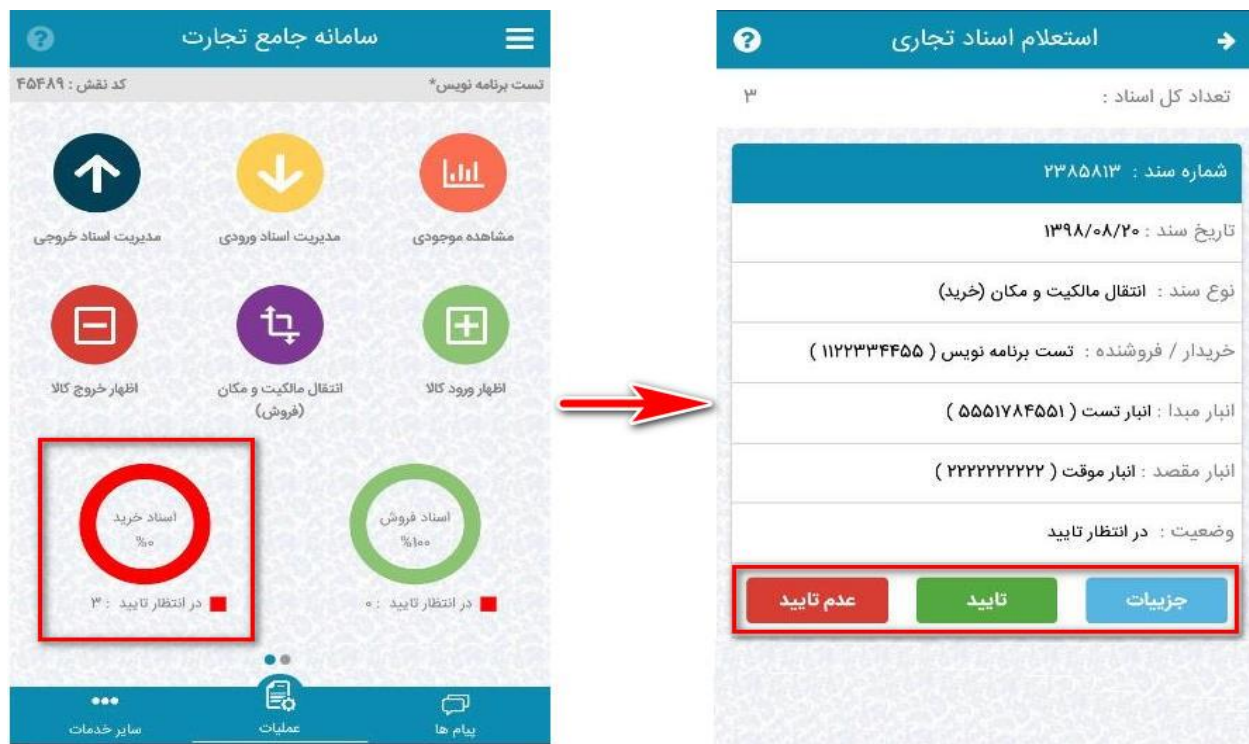 سامانه جامع تجارت
تست برنامه نویس*
کد نقش : ۴۵۴۸۹
مشاهده موجودی
مدیریت اسناد ورودی
مدیریت اسناد خروجی
اظهار ورود کالا
انتقال مالکیت و مکان
(فروش)
اظهار خروج کالا
اسناد فروش
%۱۰۰
در انتظار تایید : ۰
اسناد خرید
%۰
در انتظار تایید : ۳
پیام ها
عملیات
سایر خدمات
استعلام اسناد تجاری
تعداد کل اسناد : ۳
شماره سند : ۲۳۸۵۸۱۳
تاریخ سند : ۱۳۹۸/۰۸/۲۰
نوع سند : انتقال مالکیت و مکان (خرید)
خریدار / فروشنده : تست برنامه نویس ( ۱۱۲۲۳۳۴۴۵۵ )
انبار مبدا : انبار تست ( ۵۵۵۱۷۸۴۵۵۱ )
انبار مقصد : انبار موقت ( ۲۲۲۲۲۲۲۲۲۲ )
وضعیت : در انتظار تایید
جزییات
تایید
عدم تایید